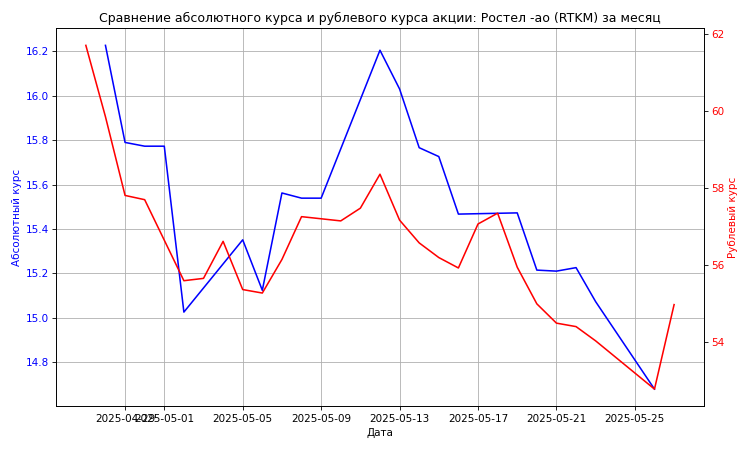 Сравнение абсолютного курса и рублевого курса акции: Ростел -ао (RTKM) за месяц
62
16.2
16.0
60
15.8
15.6
58
15.4
56
15.2
15.0
54
14.8
Абсолютный курс
Рублевый курс
2025-04-29 2025-05-01 2025-05-05 2025-05-09 2025-05-13 2025-05-17 2025-05-21 2025-05-25
Дата